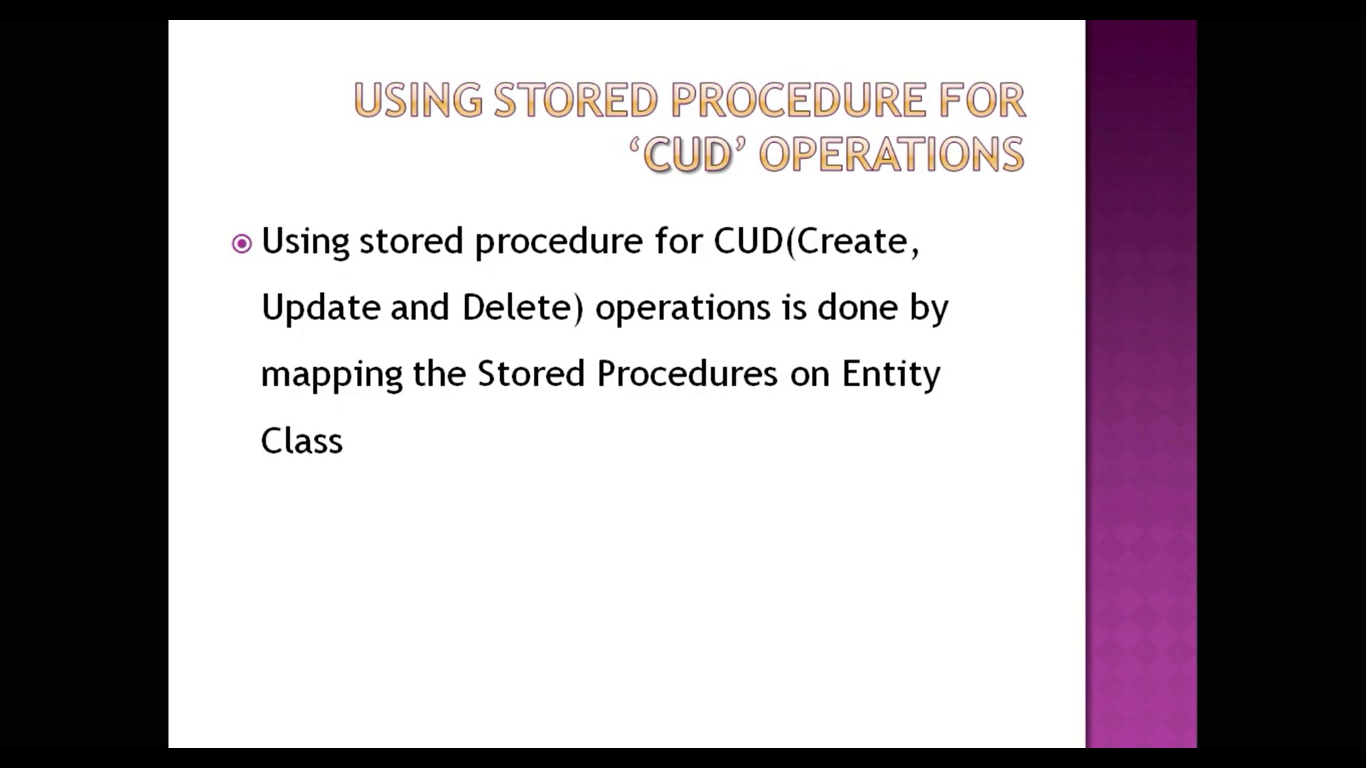 USING STORED PROCEDURE FOR
‘CUD’ OPERATIONS
Using stored procedure for CUD(Create,
Update and Delete) operations is done by
mapping the Stored Procedures on Entity
Class